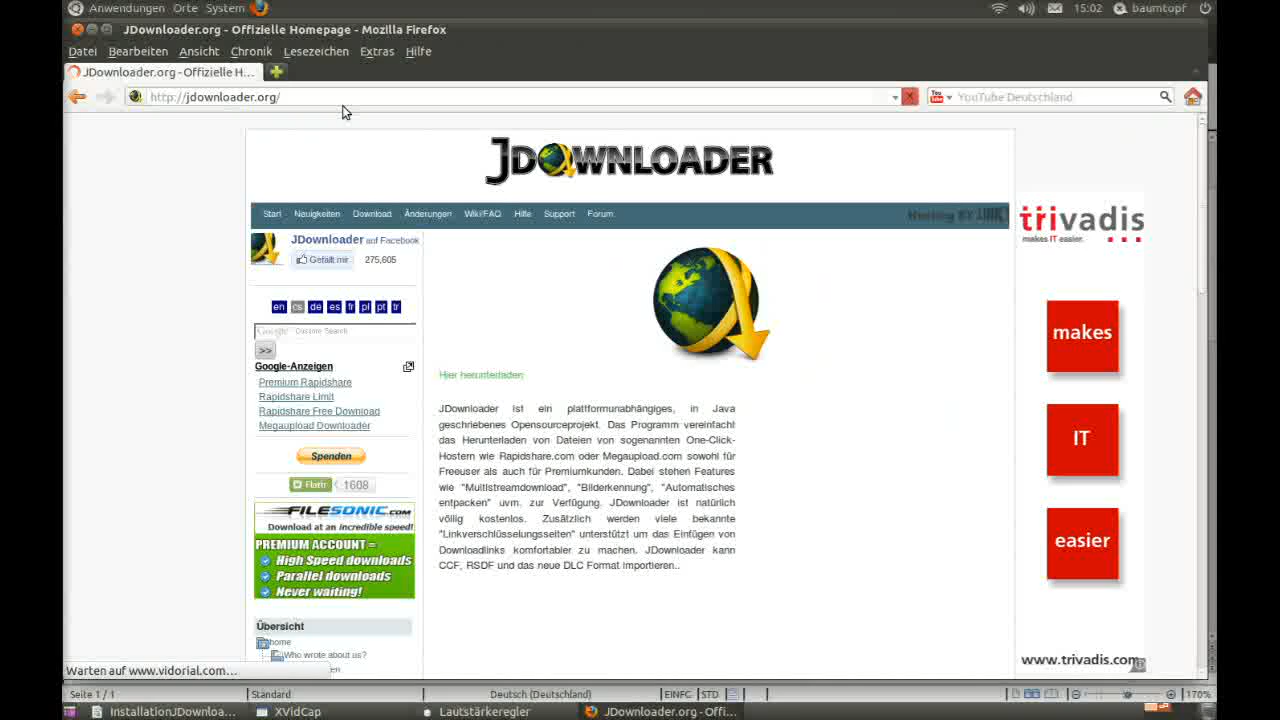 Anwendungen Orte System 15:02 baumtopf
JDownloader.org - Offizielle Homepage - Mozilla Firefox
Datei Bearbeiten Ansicht Chronik Lesezeichen Extras Hilfe
JDownloader.org - Offizielle H...
http://jdownloader.org/ YouTube Deutschland
JDOWNLOADER
Start Neuigkeiten Download Änderungen Wiki/FAQ Hilfe Support Forum Hosting BY LINK
JDownloader auf Facebook
Gefällt mir 275,605
en cs de es fr pl pt tr
Google Custom Search
>>
Google-Anzeigen
Premium Rapidshare
Rapidshare Limit
Rapidshare Free Download
Megaupload Downloader
Spenden
Flattr 1608
FILESONIC.COM
Download at an incredible speed!
PREMIUM ACCOUNT =
High Speed downloads
Parallel downloads
Never waiting!
Übersicht
home
Who wrote about us?
Hier herunterladen
JDownloader ist ein plattformunabhängiges, in Java
geschriebenes Opensourceprojekt. Das Programm vereinfacht
das Herunterladen von Dateien von sogenannten One-Click-
Hostern wie Rapidshare.com oder Megaupload.com sowohl für
Freeuser als auch für Premiumkunden. Dabei stehen Features
wie "Multistreamdownload", "Bilderkennung", "Automatisches
entpacken" uvm. zur Verfügung. JDownloader ist natürlich
völlig kostenlos. Zusätzlich werden viele bekannte
"Linkverschlüsselungsseiten" unterstützt um das Einfügen von
Downloadlinks komfortabler zu machen. JDownloader kann
CCF, RSDF und das neue DLC Format importieren..
trivadis
makes IT easier.
makes
IT
easier
www.trivadis.com
Warten auf www.vidorial.com...
Seite 1 / 1 Standard Deutsch (Deutschland) EINFG STD 170%
InstallationJDownloa... XVidCap Lautstärkeregler JDownloader.org - Offi...